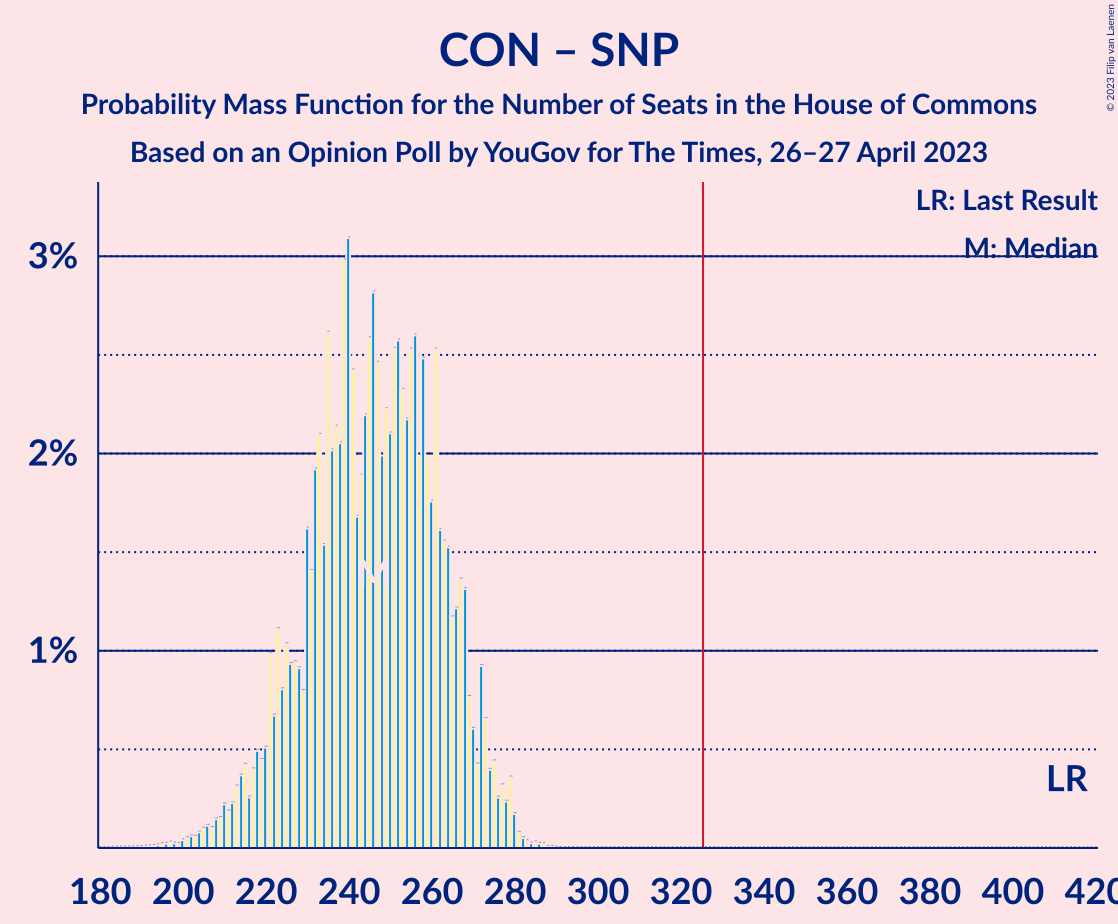 CON – SNP
Probability Mass Function for the Number of Seats in the House of Commons
Based on an Opinion Poll by YouGov for The Times, 26–27 April 2023
© 2023 Filip van Laenen
LR: Last Result
M: Median
3%
2%
1%
M
LR
180 200 220 240 260 280 300 320 340 360 380 400 420